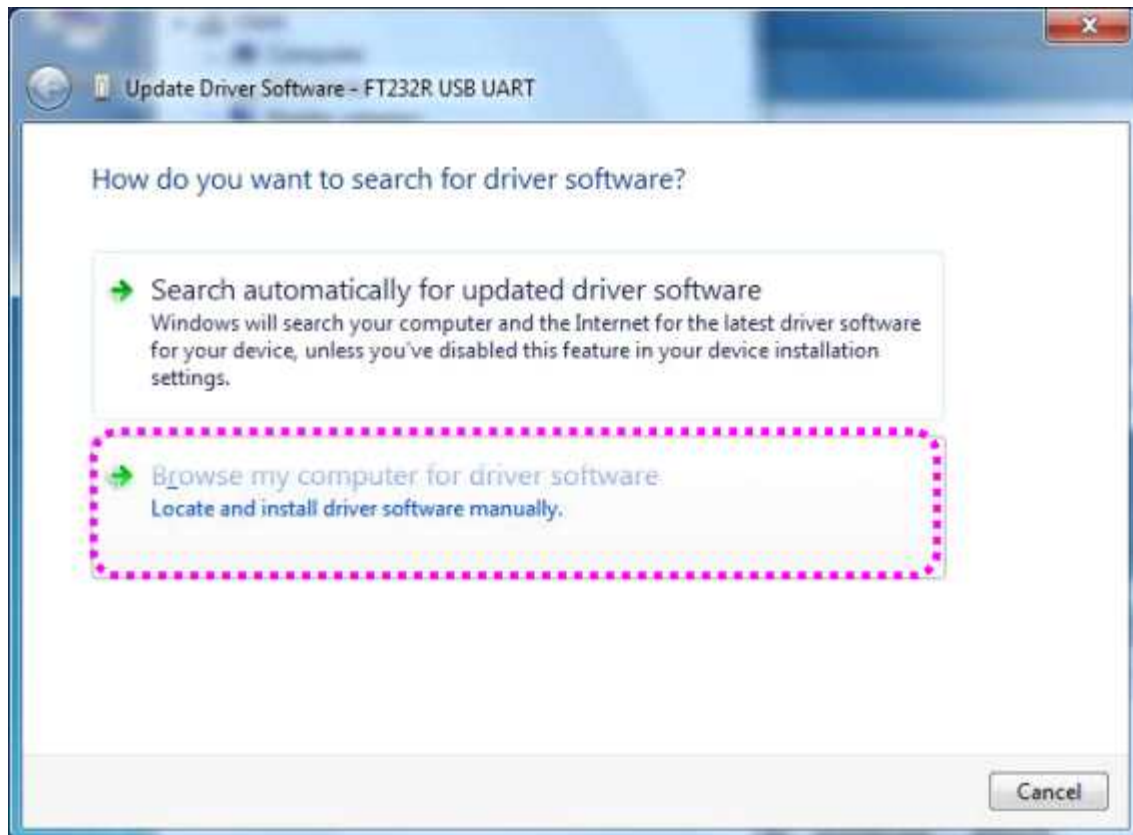 Update Driver Software - FT232R USB UART
How do you want to search for driver software?
Search automatically for updated driver software
Windows will search your computer and the Internet for the latest driver software
for your device, unless you've disabled this feature in your device installation
settings.
Browse my computer for driver software
Locate and install driver software manually.
Cancel